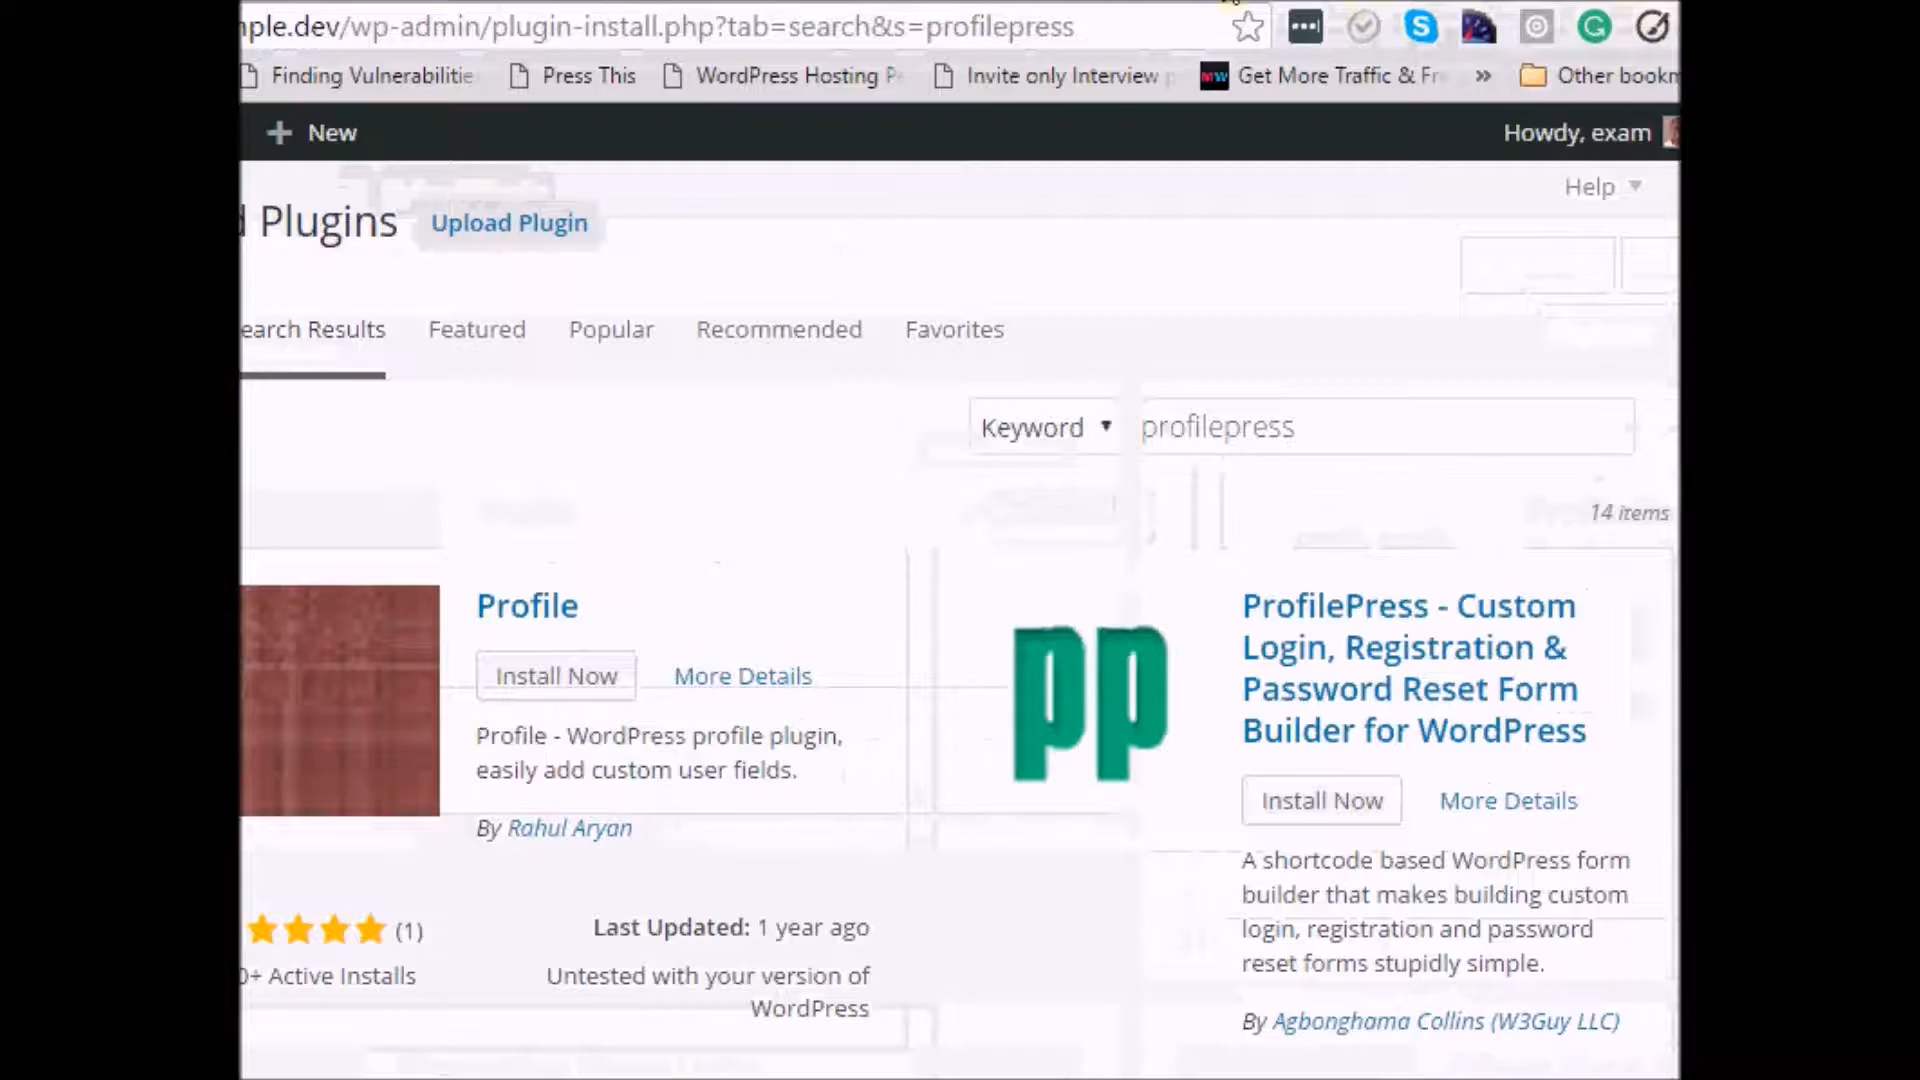 mple.dev/wp-admin/plugin-install.php?tab=search&s=profilepress
Finding Vulnerabilitie Press This WordPress Hosting P Invite only Interview p Get More Traffic & Fr » Other bookm
+ New Howdy, exam
Help
d Plugins Upload Plugin
earch Results Featured Popular Recommended Favorites
Keyword profilepress
14 items
Profile
Install Now More Details
Profile - WordPress profile plugin,
easily add custom user fields.
By Rahul Aryan
(1)
0+ Active Installs
Last Updated: 1 year ago
Untested with your version of
WordPress
pp
ProfilePress - Custom
Login, Registration &
Password Reset Form
Builder for WordPress
Install Now More Details
A shortcode based WordPress form
builder that makes building custom
login, registration and password
reset forms stupidly simple.
By Agbonghama Collins (W3Guy LLC)